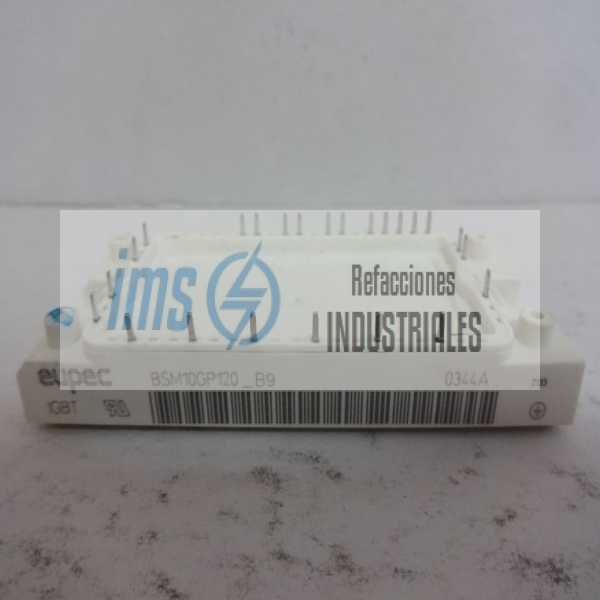 ims
Refacciones
INDUSTRIALES
eupec
BSM10GP120_B9
0344A
IGBT